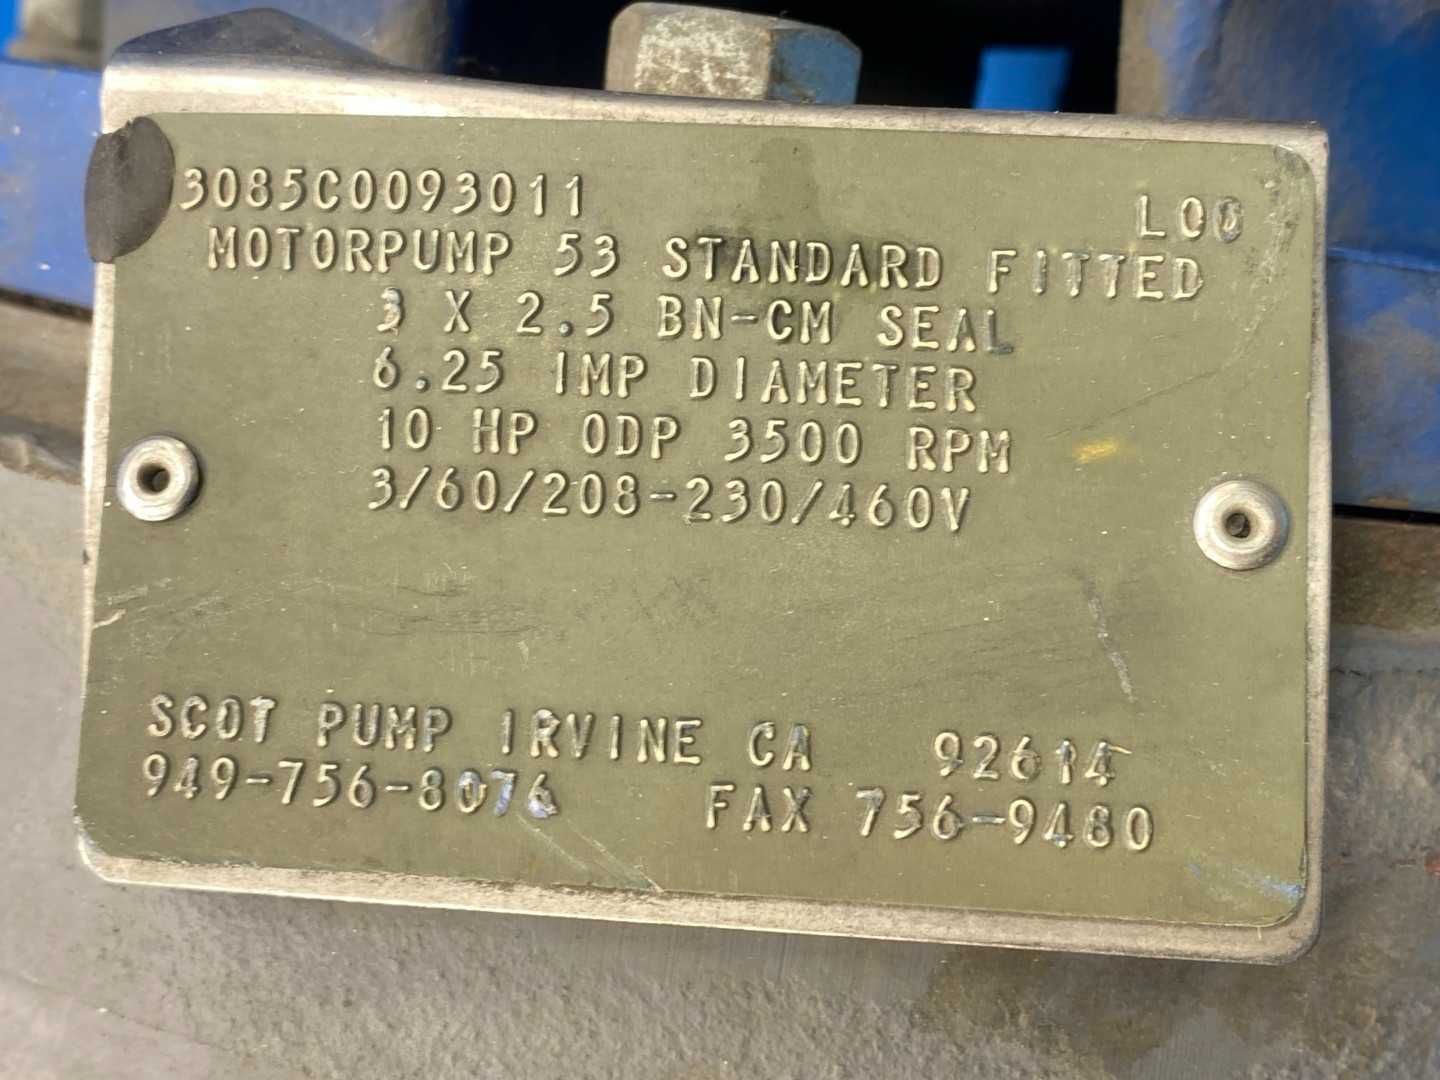 3085C0093011 L00
MOTORPUMP 53 STANDARD FITTED
3 X 2.5 BN-CM SEAL
6.25 IMP DIAMETER
10 HP ODP 3500 RPM
3/60/208-230/460V
SCOT PUMP IRVINE CA 92614
949-756-8076 FAX 756-9480